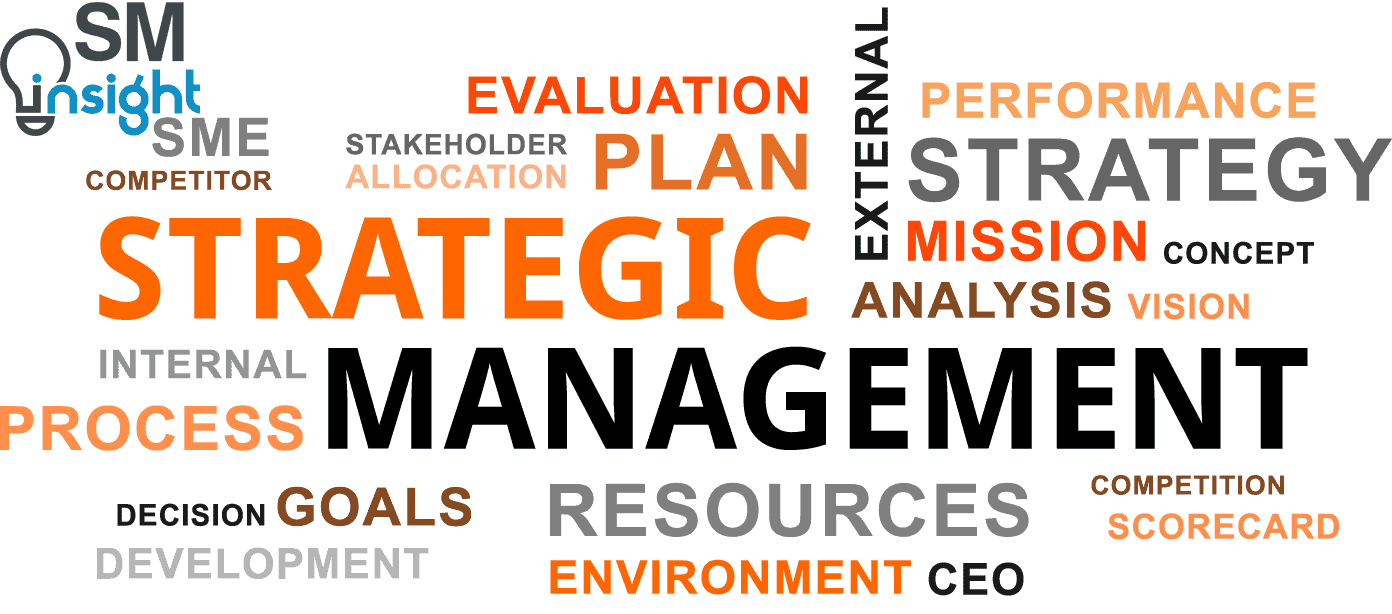 SM
insight
SME
COMPETITOR
EVALUATION
STAKEHOLDER
ALLOCATION
PLAN
EXTERNAL
PERFORMANCE
STRATEGY
MISSION
CONCEPT
ANALYSIS
VISION
STRATEGIC
INTERNAL
MANAGEMENT
PROCESS
DECISION
GOALS
DEVELOPMENT
RESOURCES
ENVIRONMENT
CEO
COMPETITION
SCORECARD